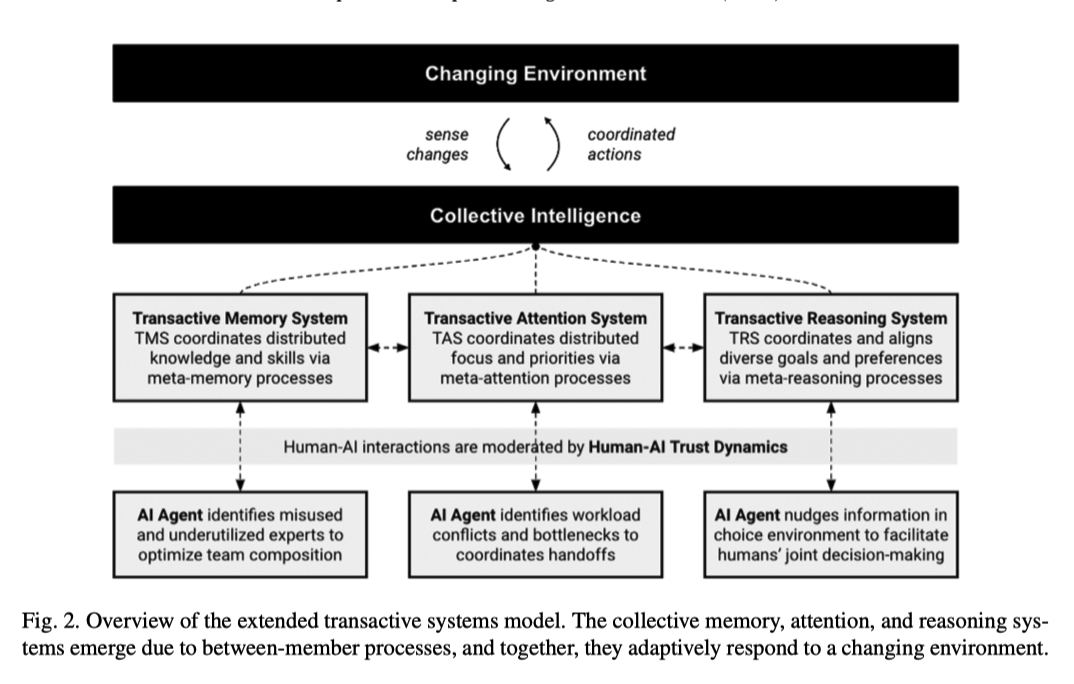 Changing Environment
sense
changes
coordinated
actions
Collective Intelligence
Transactive Memory System
TMS coordinates distributed
knowledge and skills via
meta-memory processes
Transactive Attention System
TAS coordinates distributed
focus and priorities via
meta-attention processes
Transactive Reasoning System
TRS coordinates and aligns
diverse goals and preferences
via meta-reasoning processes
Human-AI interactions are moderated by Human-AI Trust Dynamics
AI Agent identifies misused
and underutilized experts to
optimize team composition
AI Agent identifies workload
conflicts and bottlenecks to
coordinates handoffs
AI Agent nudges information in
choice environment to facilitate
humans’ joint decision-making
Fig. 2. Overview of the extended transactive systems model. The collective memory, attention, and reasoning sys-
tems emerge due to between-member processes, and together, they adaptively respond to a changing environment.